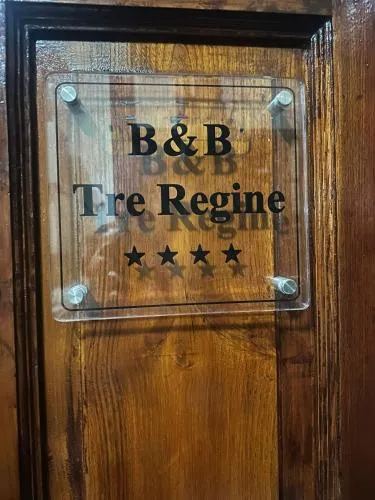 B&B
Tre Regine
★★★★